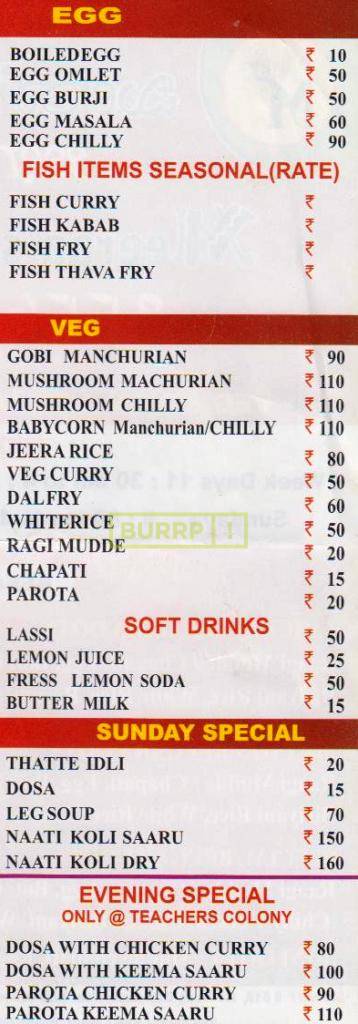 EGG
BOILEDEGG ₹ 10
EGG OMLET ₹ 50
EGG BURJI ₹ 50
EGG MASALA ₹ 60
EGG CHILLY ₹ 90
FISH ITEMS SEASONAL(RATE)
FISH CURRY ₹
FISH KABAB ₹
FISH FRY ₹
FISH THAVA FRY ₹
VEG
GOBI MANCHURIAN ₹ 90
MUSHROOM MACHURIAN ₹ 110
MUSHROOM CHILLY ₹ 110
BABYCORN Manchurian/CHILLY ₹ 110
JEERA RICE ₹ 80
VEG CURRY ₹ 50
DALFRY ₹ 60
WHITERICE ₹ 50
BURRP!
RAGI MUDDE ₹ 20
CHAPATI ₹ 15
PAROTA ₹ 20
SOFT DRINKS
LASSI ₹ 50
LEMON JUICE ₹ 25
FRESS LEMON SODA ₹ 50
BUTTER MILK ₹ 15
SUNDAY SPECIAL
THATTE IDLI ₹ 20
DOSA ₹ 15
LEG SOUP ₹ 70
NAATI KOLI SAARU ₹ 150
NAATI KOLI DRY ₹ 160
EVENING SPECIAL
ONLY @ TEACHERS COLONY
DOSA WITH CHICKEN CURRY ₹ 80
DOSA WITH KEEMA SAARU ₹ 100
PAROTA CHICKEN CURRY ₹ 90
PAROTA KEEMA SAARU ₹ 110